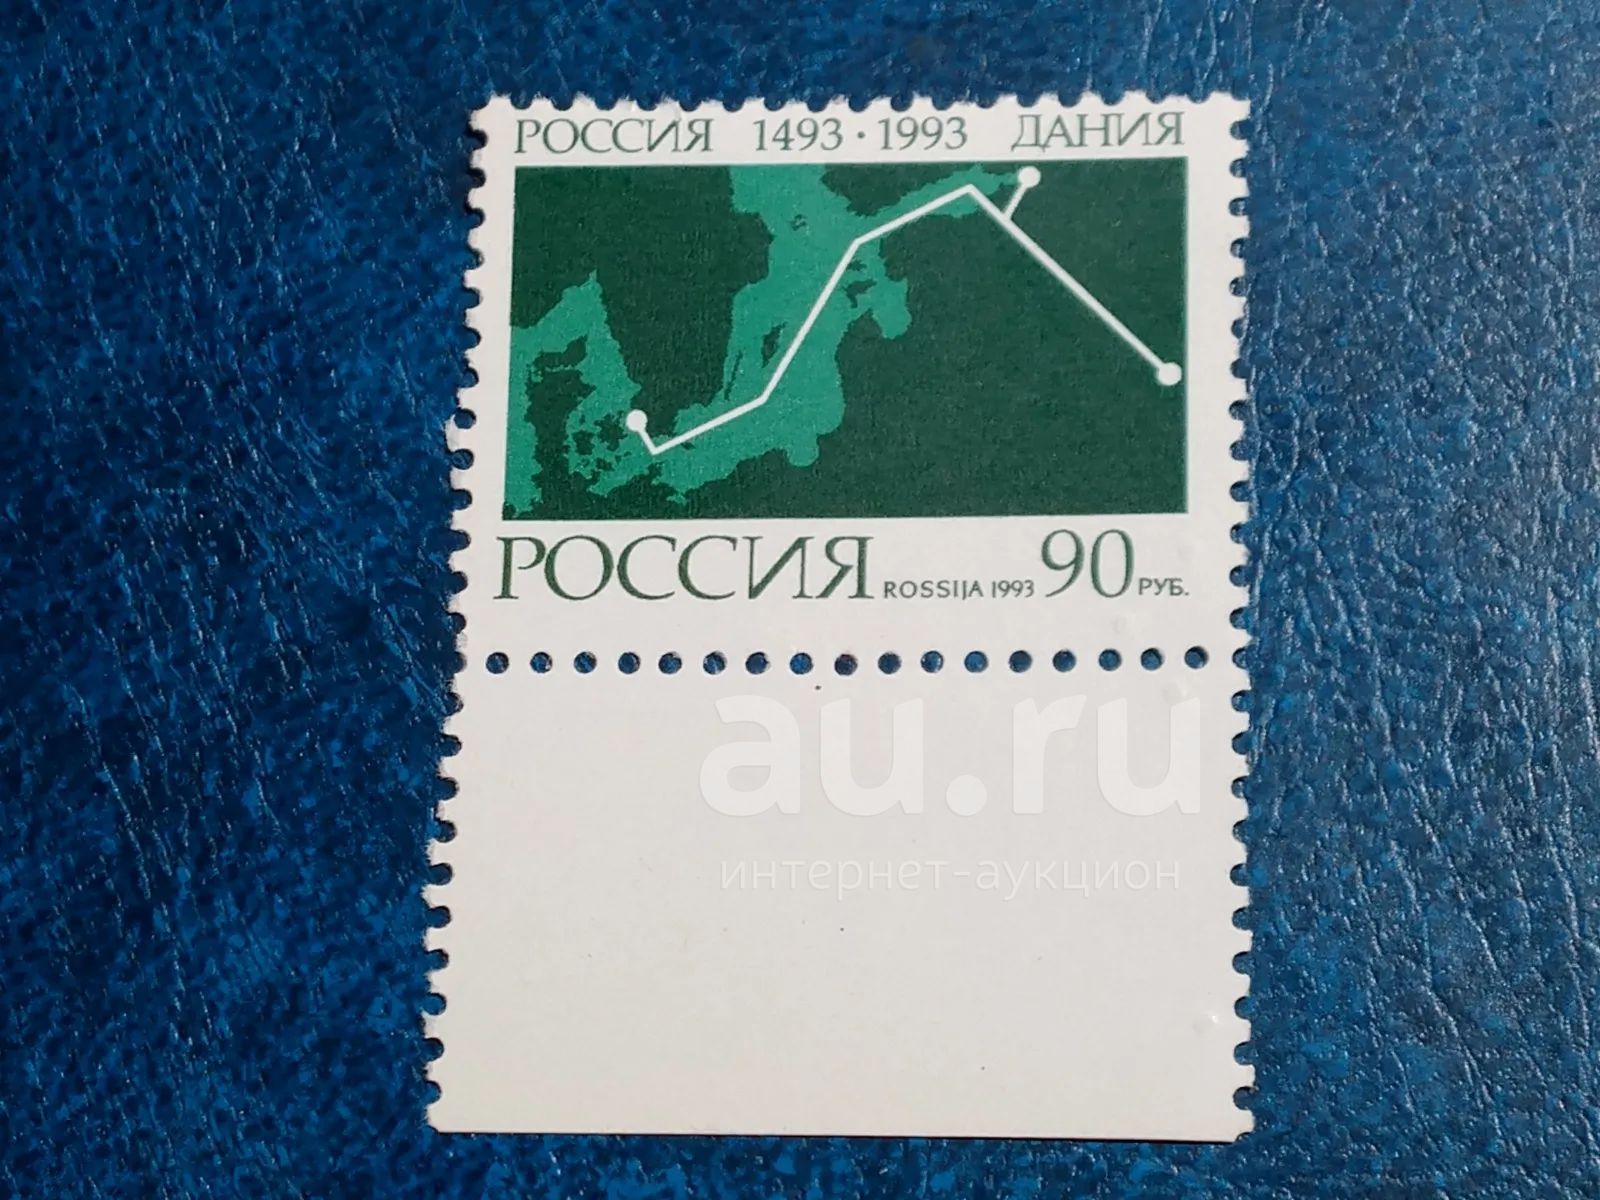 РОССИЯ 1493 · 1993 ДАНИЯ
РОССИЯ ROSSIJA 1993 90 РУБ.
au.ru
интернет-аукцион